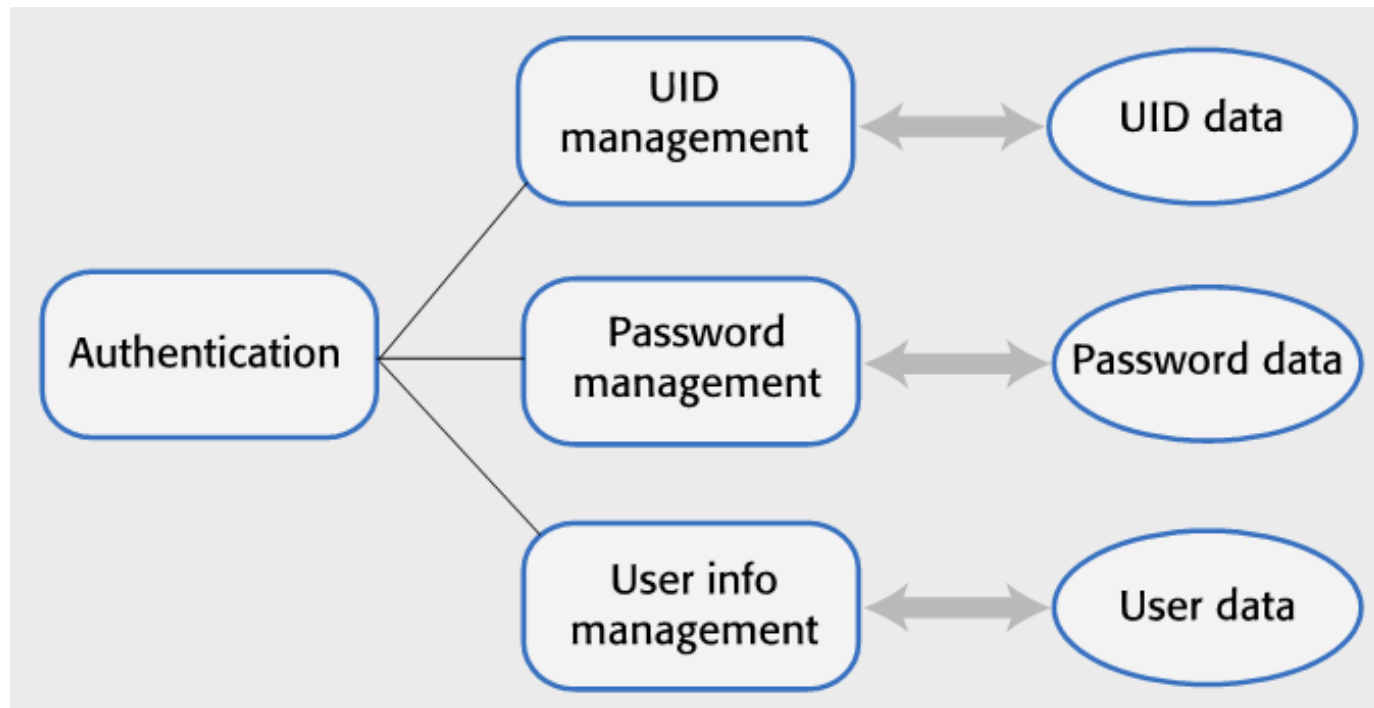 UID
management
UID data
Authentication
Password
management
Password data
User info
management
User data